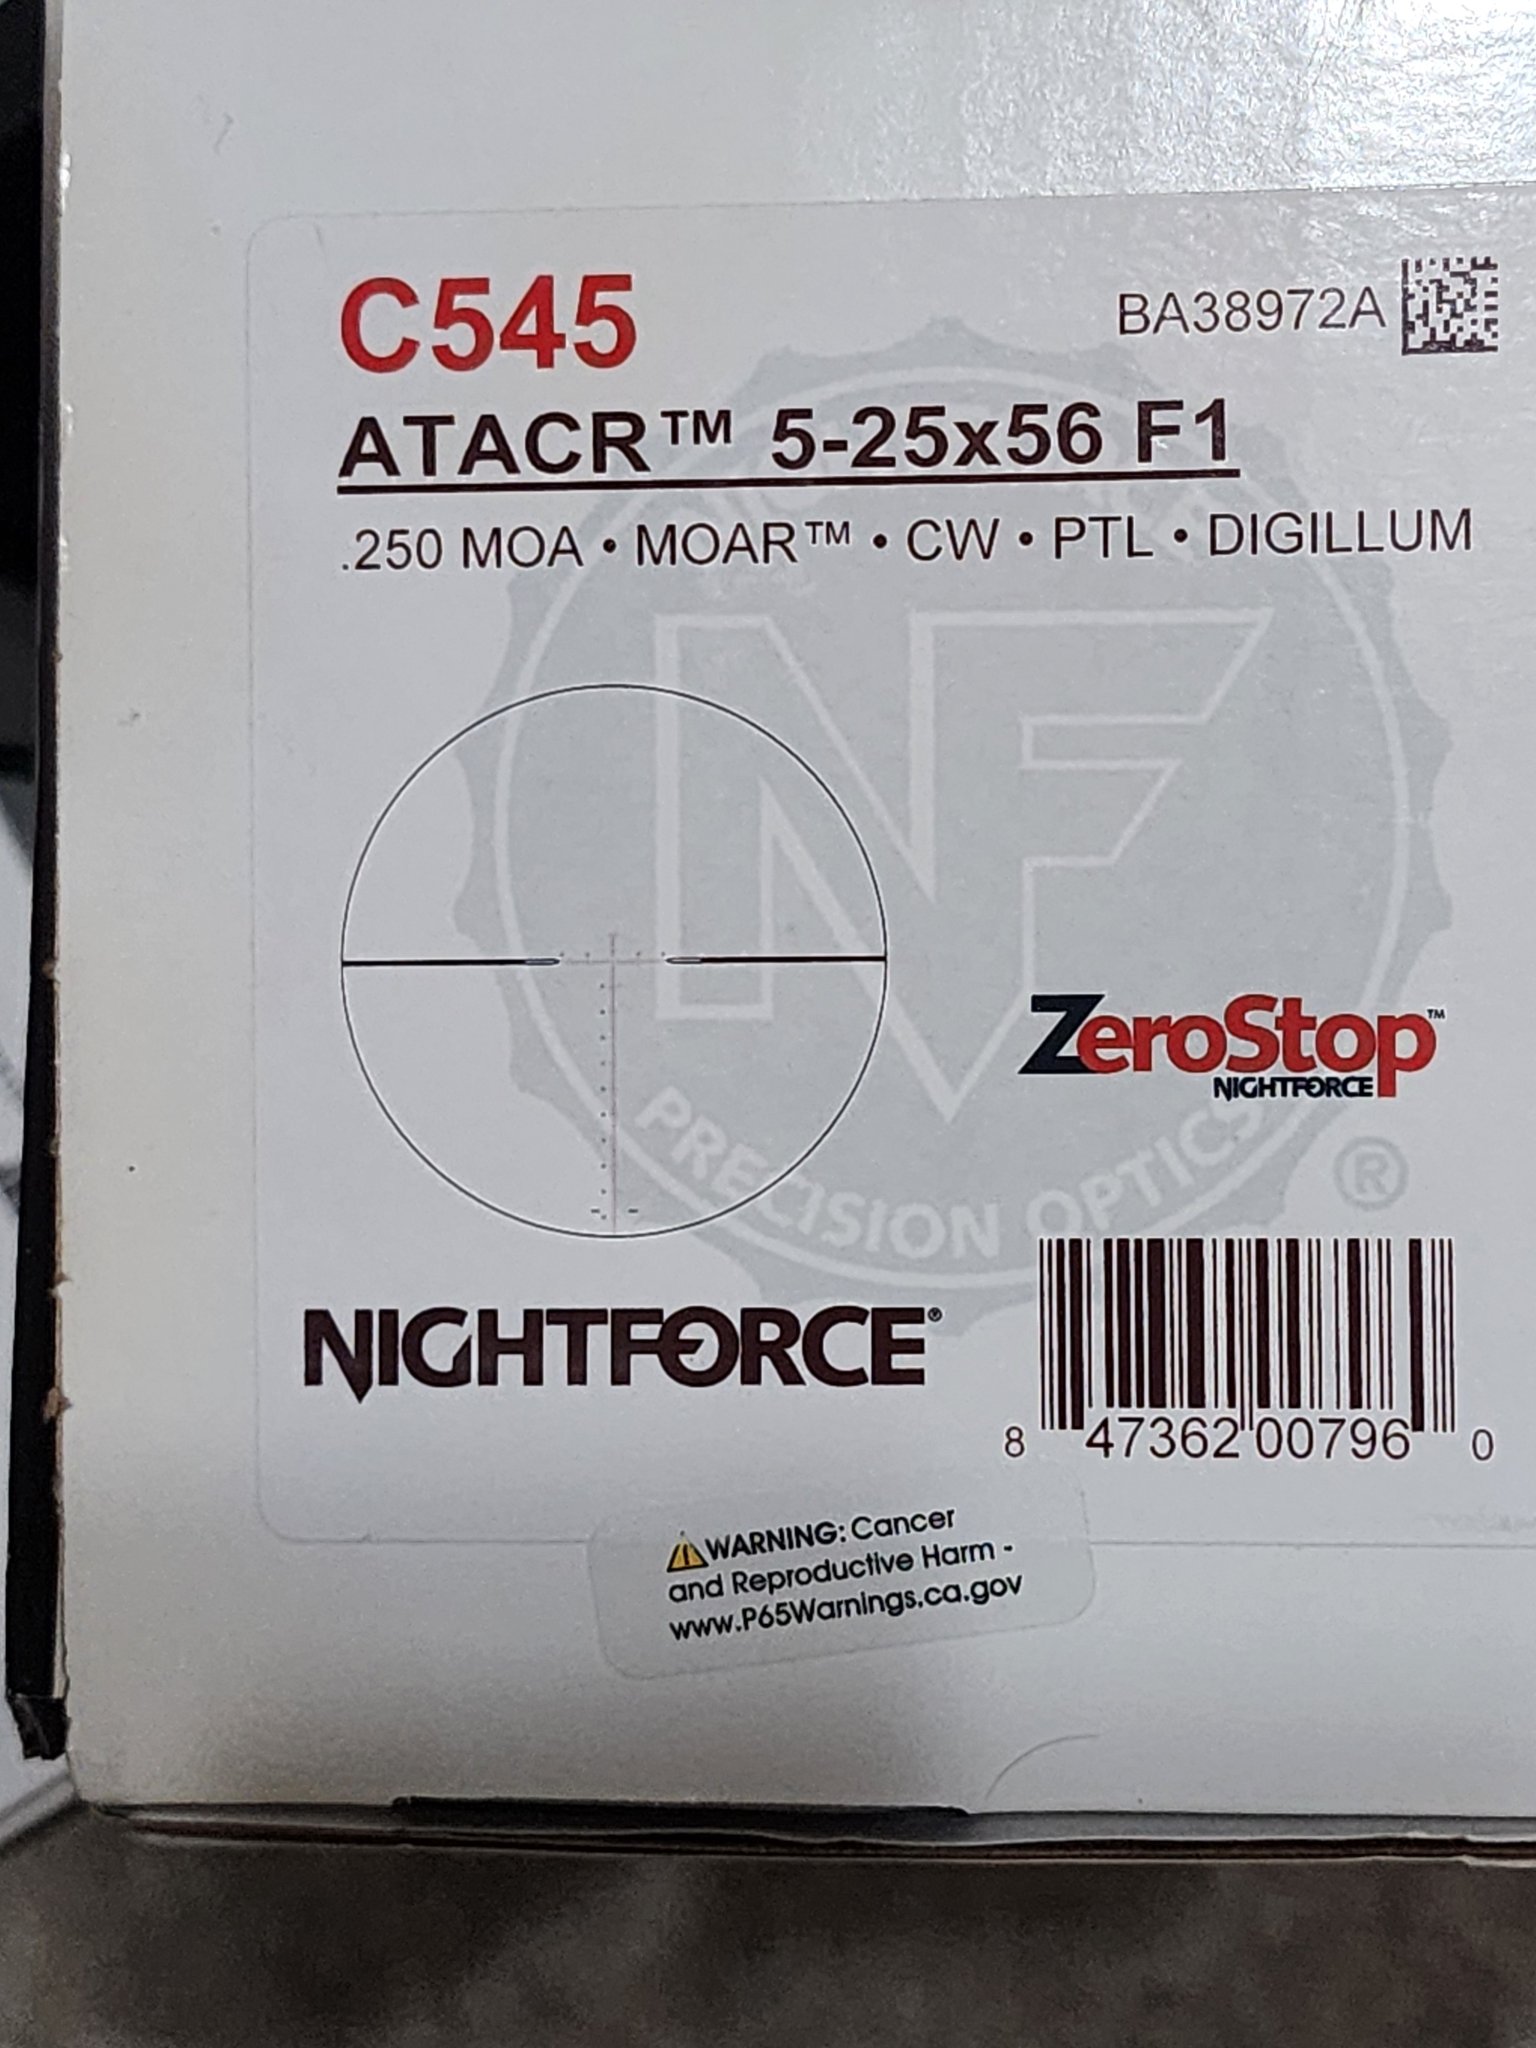 C545
BA38972A
ATACR™ 5-25x56 F1
.250 MOA • MOAR™ • CW • PTL • DIGILLUM
NF
PRECISION OPTICS
®
ZeroStop™
NIGHTFORCE
NIGHTFORCE®
8 47362 00796 0
WARNING: Cancer
and Reproductive Harm -
www.P65Warnings.ca.gov